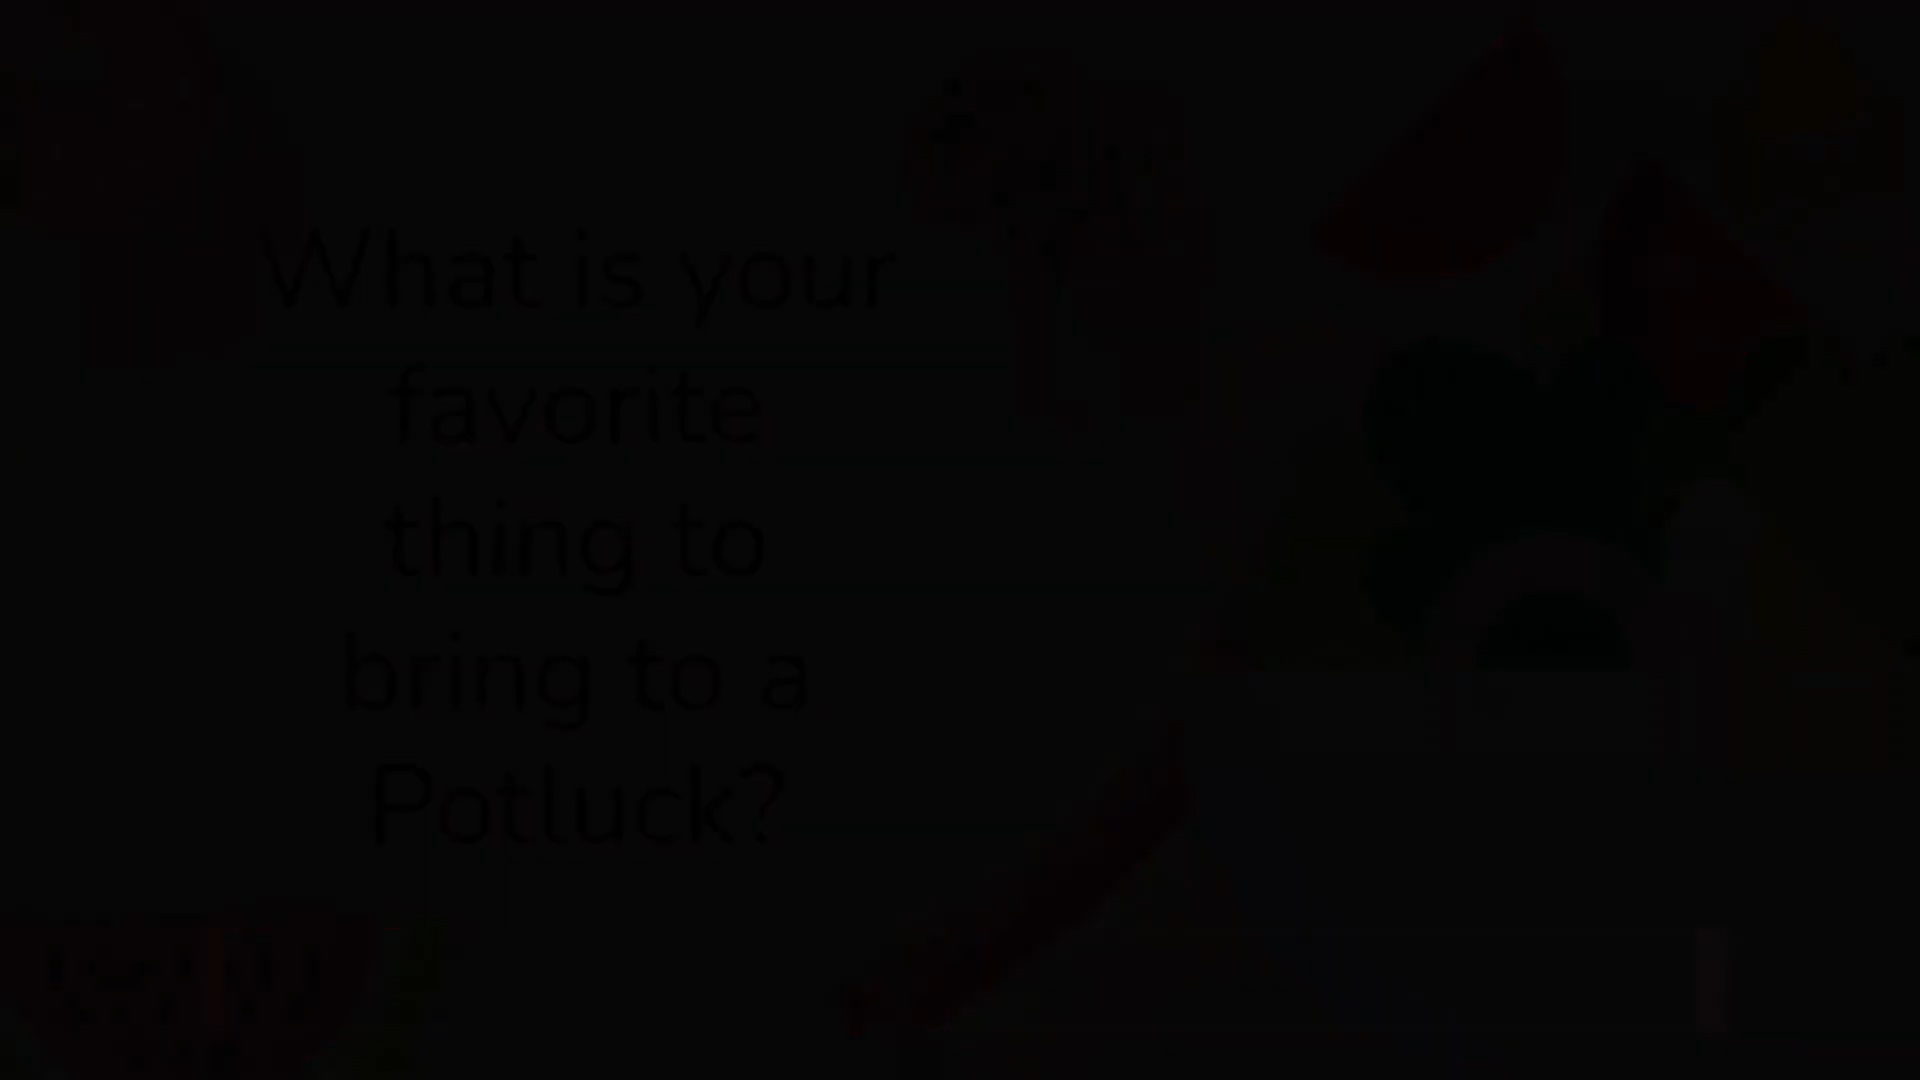 What is your
favorite
thing to
bring to a
Potluck?